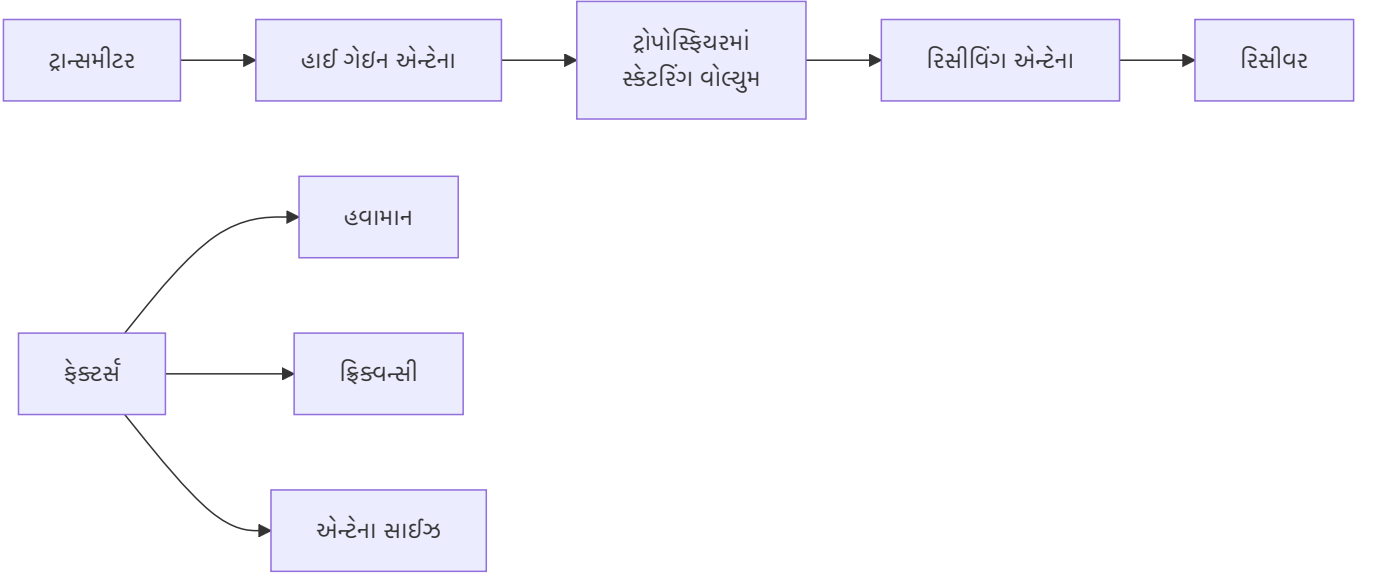 ટ્રાન્સમીટર
હાઈ ગેઇન એન્ટેના
ટ્રોપોસ્ફિયરમાં
સ્કેટરિંગ વોલ્યુમ
રિસીવિંગ એન્ટેના
રિસીવર
હવામાન
ફેક્ટર્સ
ફ્રિક્વન્સી
એન્ટેના સાઈઝ